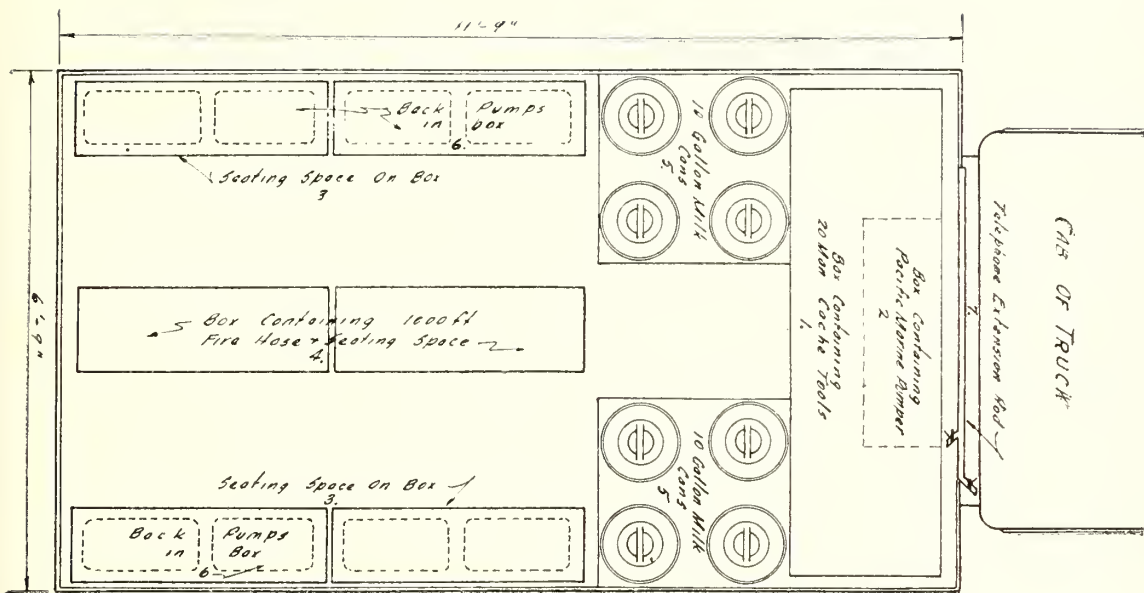 11'-9"
6'-9"
Back Pumps
in box
6.
Seating Space On Box
3
Box Containing 1600 ft
Fire Hose + Seating Space
4.
Seating Space On Box
3.
Back Pumps
in Box
6
10 Gallon Milk
Cans
5.
10 Gallon Milk
Cans
5
Box Containing
20 Man Cache Tools
1.
Box Containing
Pacific Marine Pumper
2
7.
Telephone Extension Rod
CAB OF TRUCK